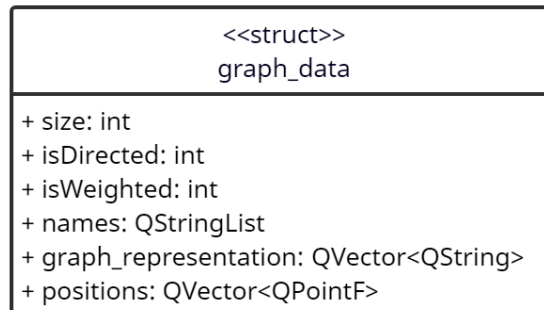 <<struct>>
graph_data
+ size: int
+ isDirected: int
+ isWeighted: int
+ names: QStringList
+ graph_representation: QVector<QString>
+ positions: QVector<QPointF>